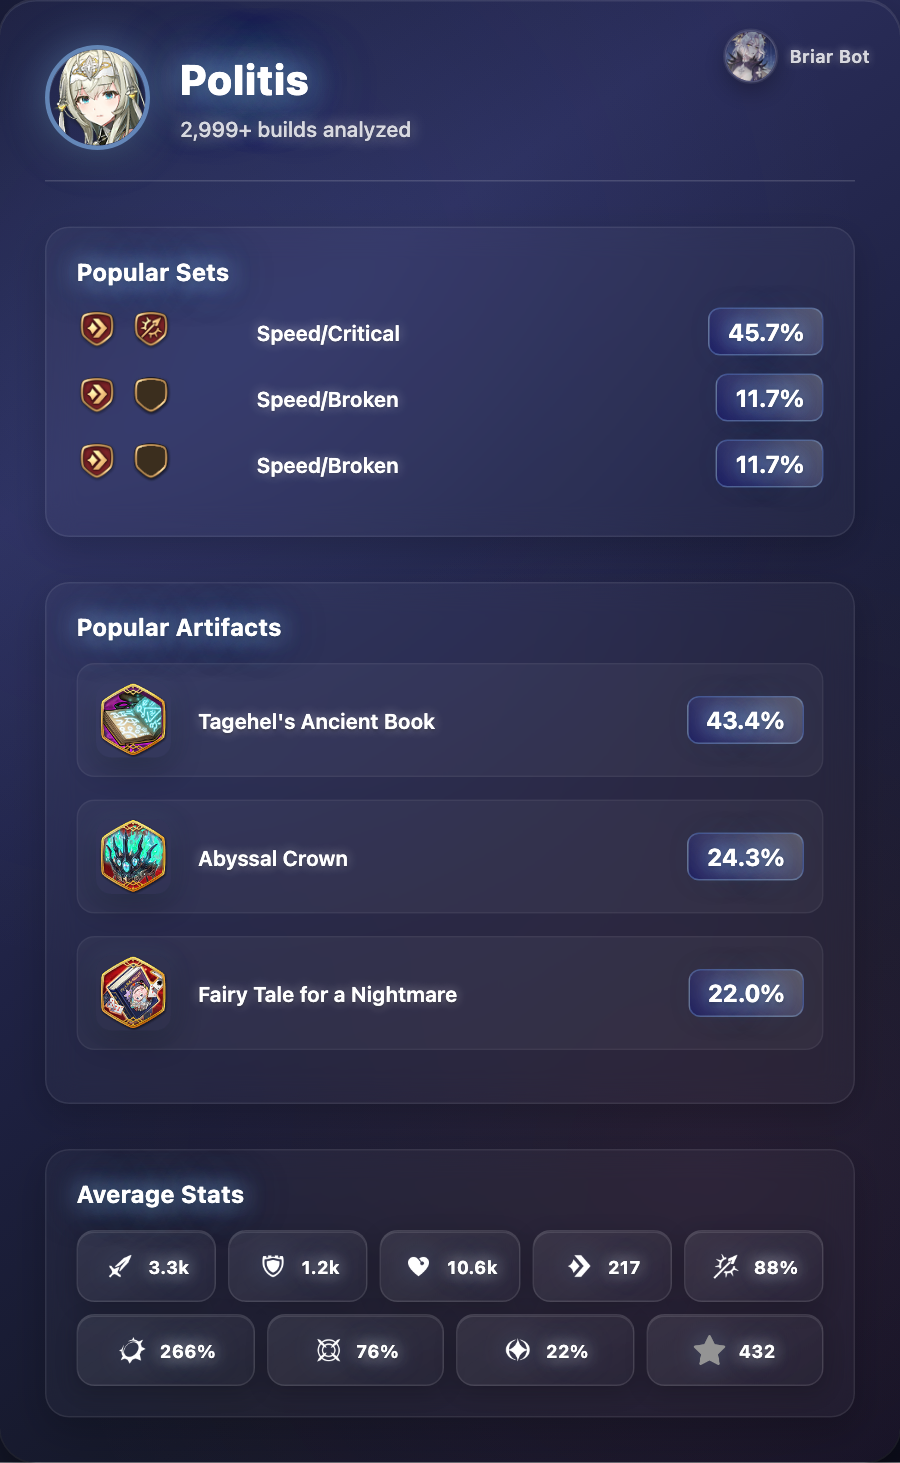 Politis
2,999+ builds analyzed
Briar Bot
Popular Sets
Speed/Critical 45.7%
Speed/Broken 11.7%
Speed/Broken 11.7%
Popular Artifacts
Tagehel's Ancient Book 43.4%
Abyssal Crown 24.3%
Fairy Tale for a Nightmare 22.0%
Average Stats
3.3k 1.2k 10.6k 217 88%
266% 76% 22% 432